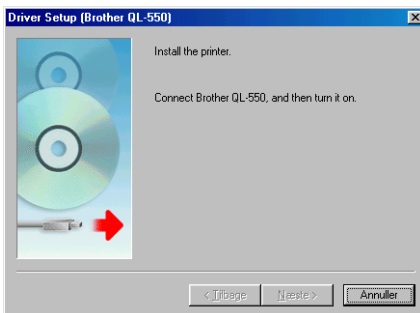 Driver Setup (Brother QL-550)
Install the printer.
Connect Brother QL-550, and then turn it on.
< Tilbage
Næste >
Annuller